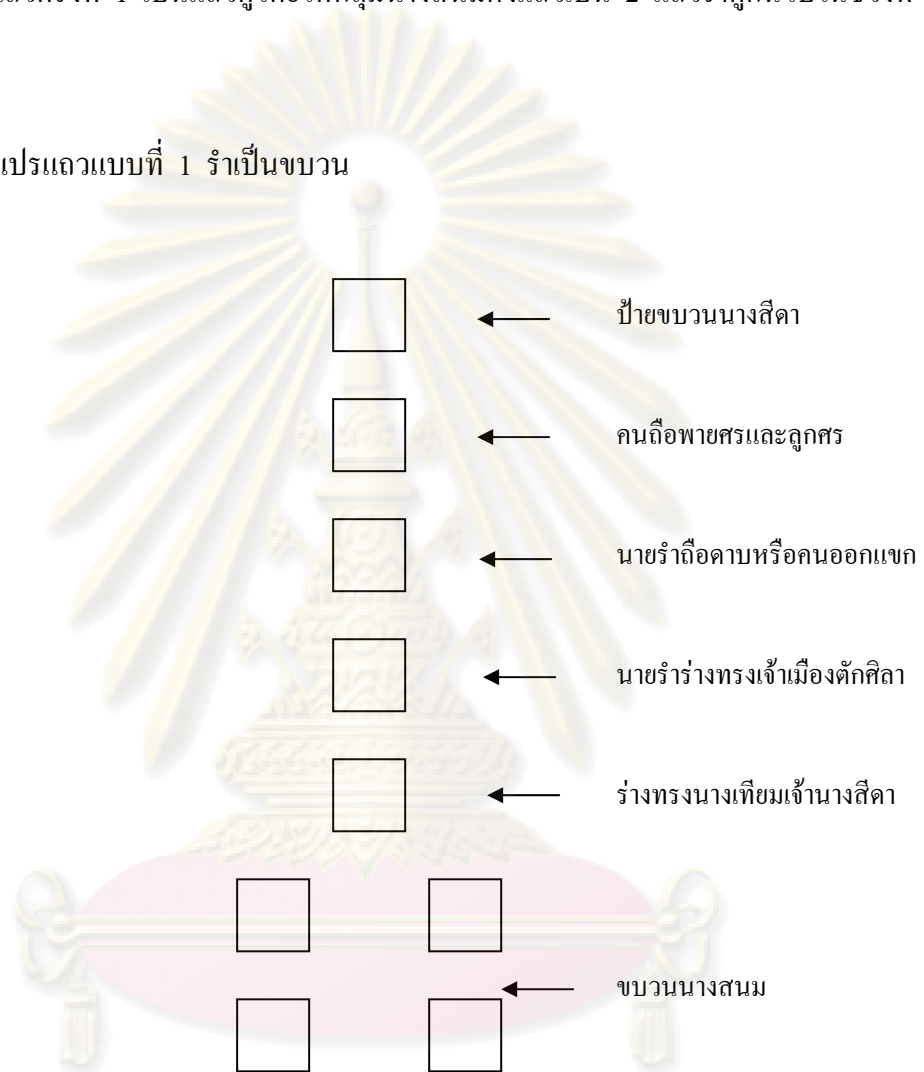 เปรแถวแบบที่ 1 รำเป็นขบวน
ป้ายขบวนนางสีดา
คนถือพายศรและลูกศร
นายรำถือดาบหรือคนออกแขก
นายรำร่างทรงเจ้าเมืองตักศิลา
ร่างทรงนางเทียมเจ้านางสีดา
ขบวนนางสนม